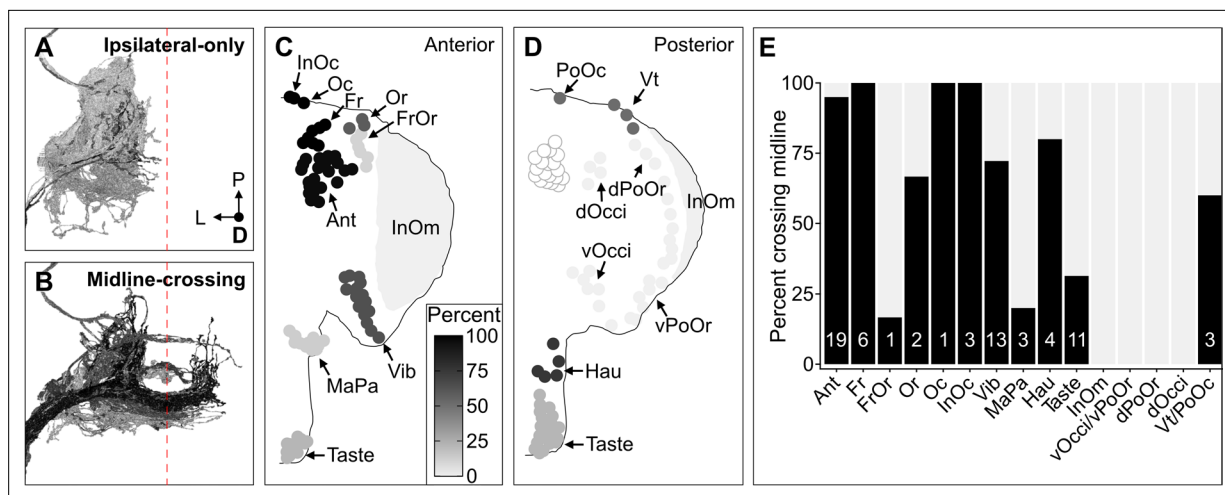 A Ipsilateral-only
P
L
D
B Midline-crossing
C Anterior
InOc
Oc
Fr
Or
FrOr
Ant
InOm
Vib
MaPa
Taste
Percent
100
75
50
25
0
D Posterior
PoOc
Vt
dPoOr
dOcci
InOm
vOcci
vPoOr
Hau
Taste
E
Percent crossing midline
100
75
50
25
0
19 6 1 2 1 3 13 3 4 11 3
Ant Fr FrOr Or Oc InOc Vib MaPa Hau Taste InOm vOcci/vPoOr dPoOr dOcci Vt/PoOc